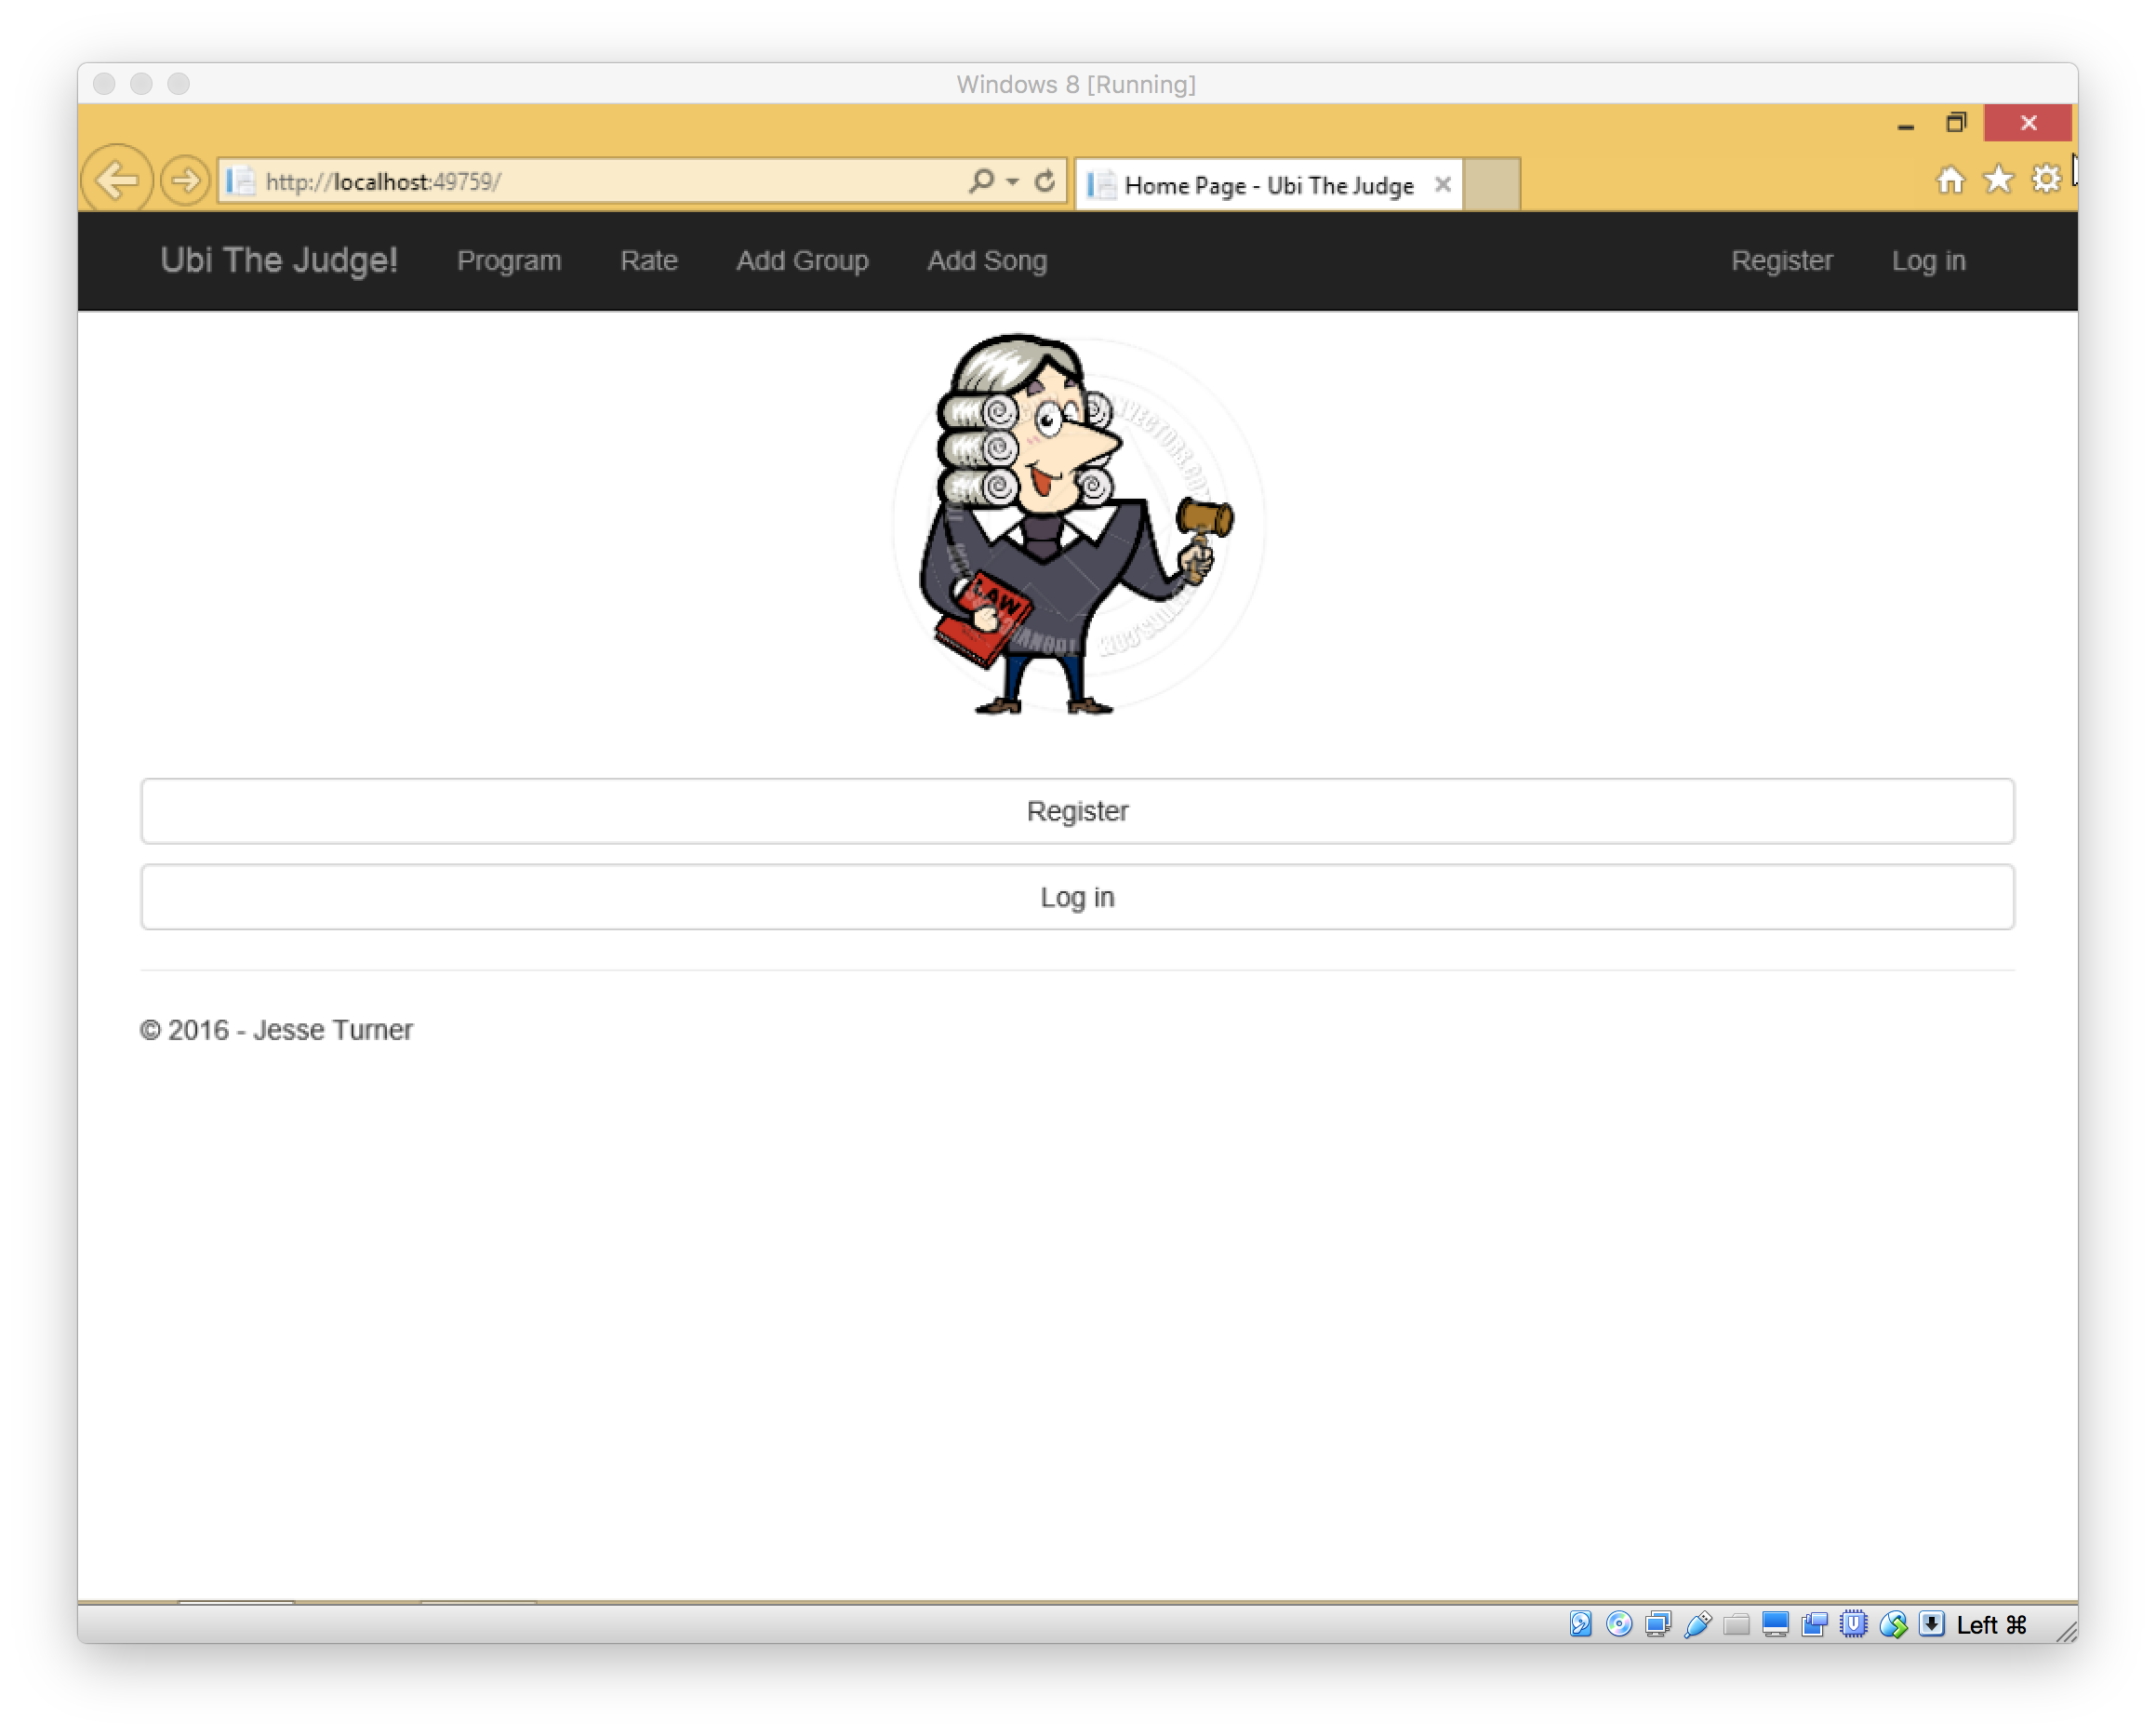 Windows 8 [Running]
http://localhost:49759/
Home Page - Ubi The Judge
Ubi The Judge! Program Rate Add Group Add Song Register Log in
LAW
Register
Log in
© 2016 - Jesse Turner
Left ⌘